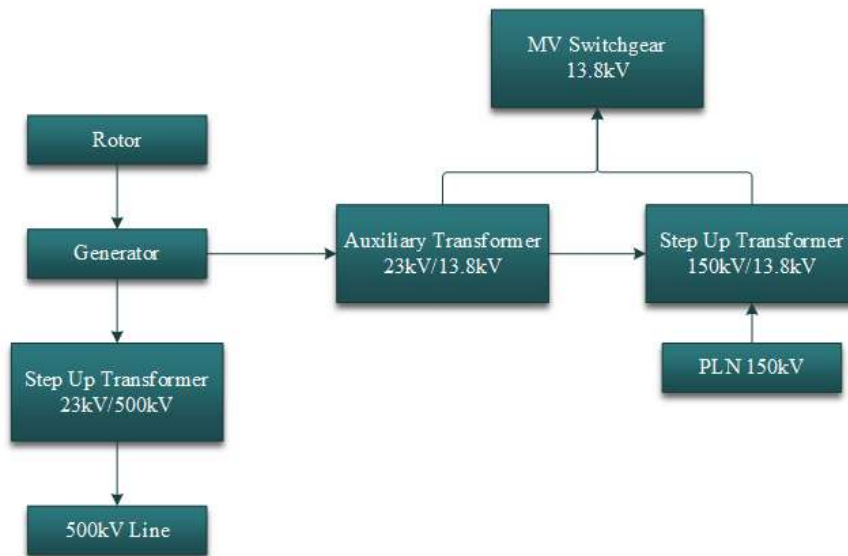 MV Switchgear
13.8kV
Rotor
Generator
Auxiliary Transformer
23kV/13.8kV
Step Up Transformer
150kV/13.8kV
Step Up Transformer
23kV/500kV
PLN 150kV
500kV Line